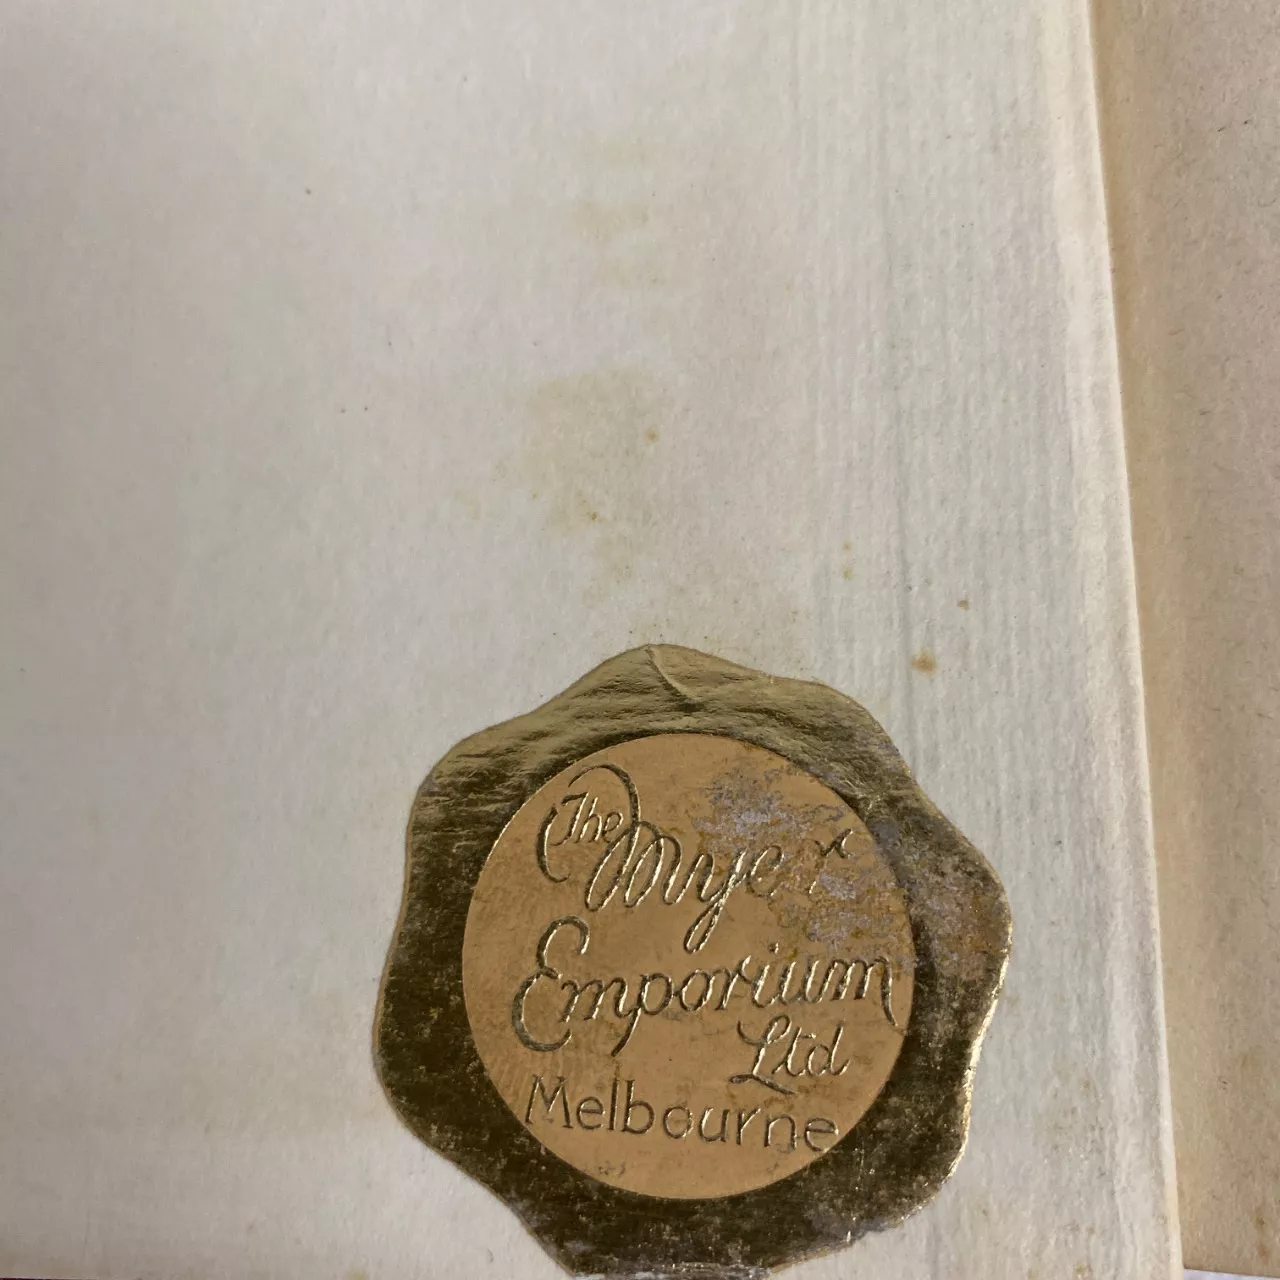 The
Myer
Emporium
Ltd
Melbourne